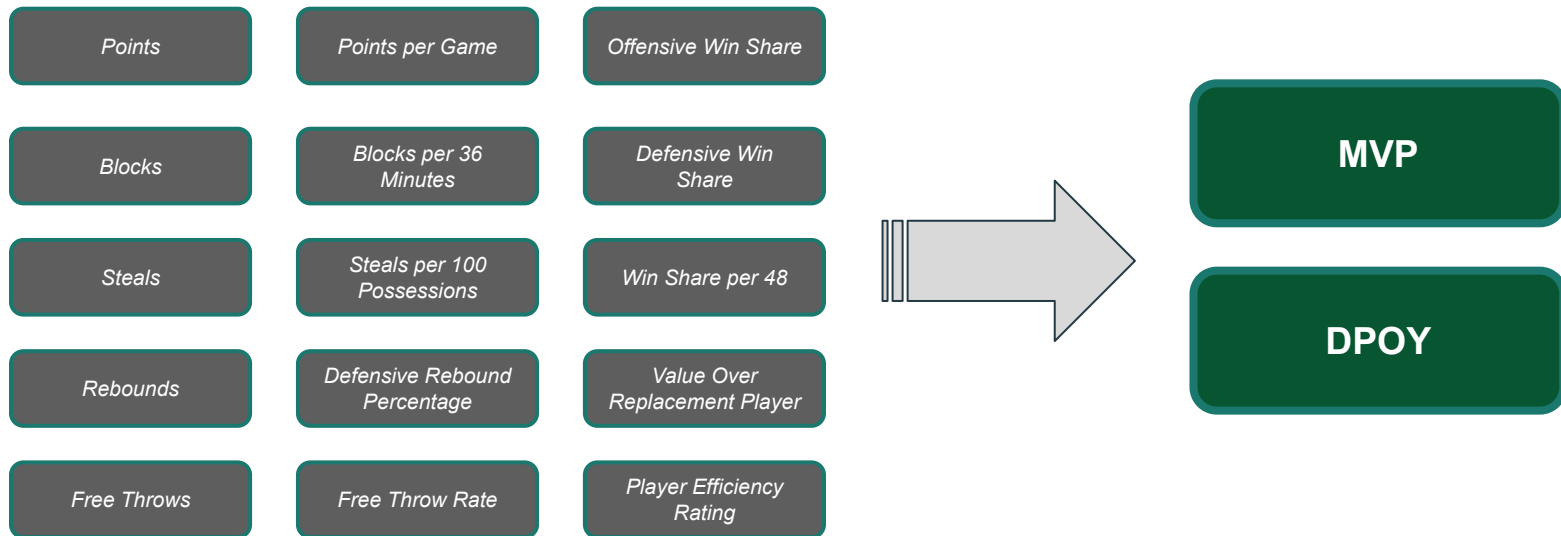 Points
Points per Game
Offensive Win Share
Blocks
Blocks per 36
Minutes
Defensive Win
Share
Steals
Steals per 100
Possessions
Win Share per 48
Rebounds
Defensive Rebound
Percentage
Value Over
Replacement Player
Free Throws
Free Throw Rate
Player Efficiency
Rating
MVP
DPOY